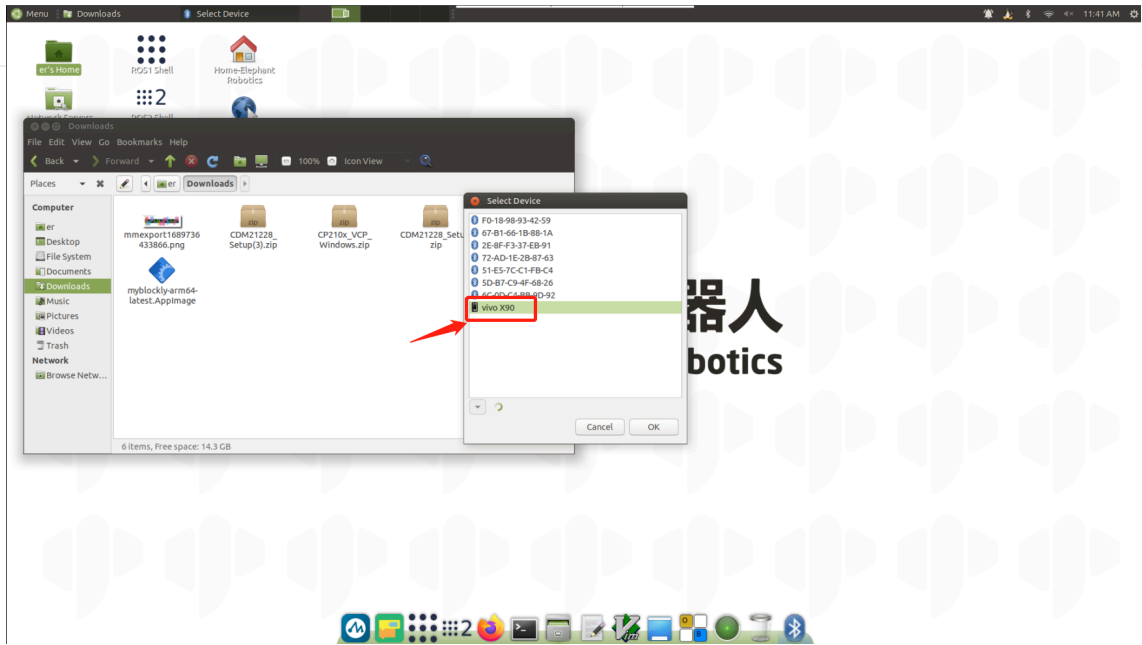 Menu Downloads Select Device 11:41 AM
er's Home ROS1 Shell Home-Elephant
Robotics
2
Downloads
File Edit View Go Bookmarks Help
Back Forward 100% Icon View
Places er Downloads
Computer
er
Desktop
File System
Documents
Downloads
Music
Pictures
Videos
Trash
Network
Browse Netw...
mmexport1689736
433866.png
CDM21228_
Setup(3).zip
CP210x_VCP_
Windows.zip
CDM21228_Setu
zip
myblockly-arm64-
latest.AppImage
zip
zip
zip
6 items, Free space: 14.3 GB
Select Device
F0-18-98-93-42-59
67-B1-66-1B-88-1A
2E-8F-F3-37-EB-91
72-AD-1E-2B-87-63
51-E5-7C-C1-FB-C4
5D-B7-C9-4F-68-26
vivo X90
Cancel OK
器人
botics
2